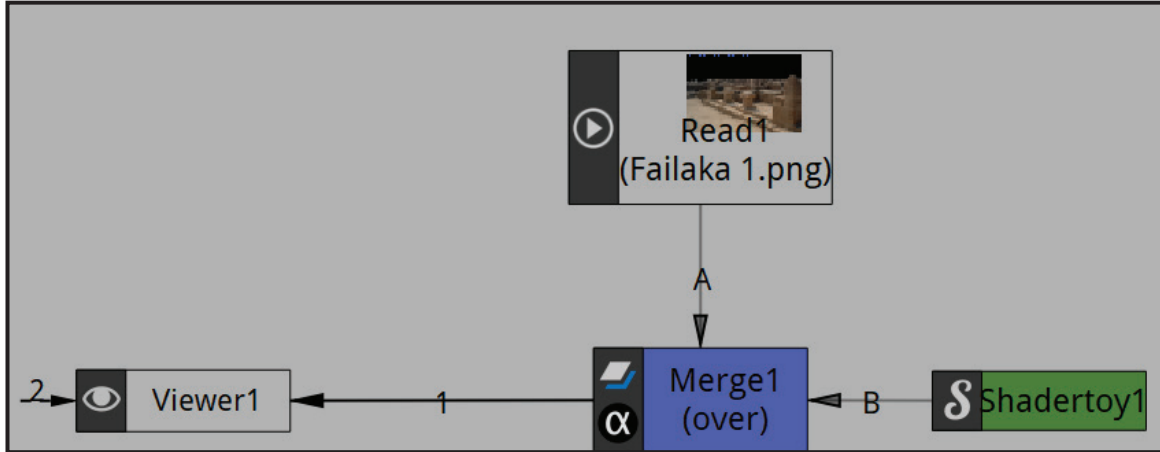 Read1
(Failaka 1.png)
A
2
Viewer1
1
Merge1
(over)
α
B
S
Shadertoy1